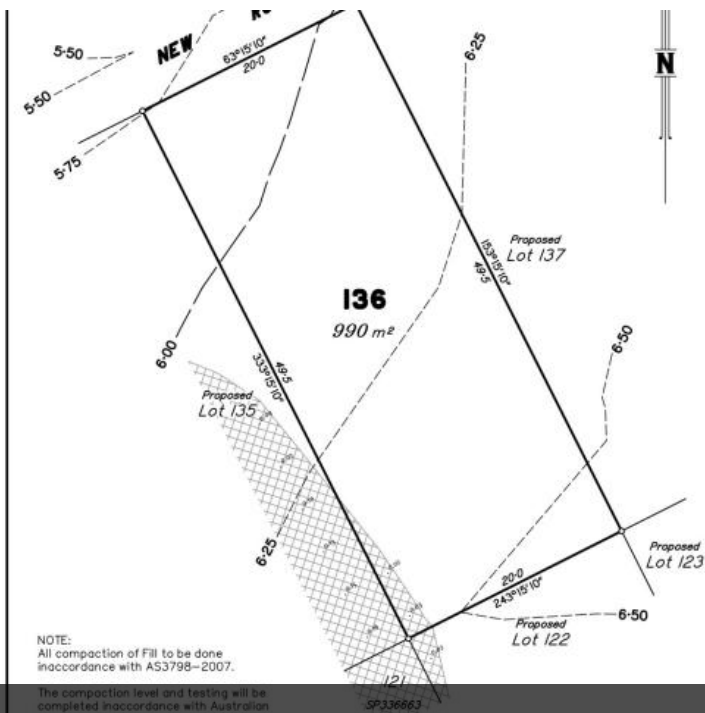 5·50
NEW
63°15'10"
20·0
6·25
N
5·50
5·75
Proposed
Lot 137
153°15'10"
49·5
136
990 m²
6·00
6·50
49·5
333°15'10"
Proposed
Lot 135
6·25
Proposed
Lot 123
20·0
243°15'10"
6·50
Proposed
Lot 122
NOTE:
All compaction of Fill to be done
inaccordance with AS3798-2007.
121
The compaction level and testing will be
completed inaccordance with Australian
SP336663